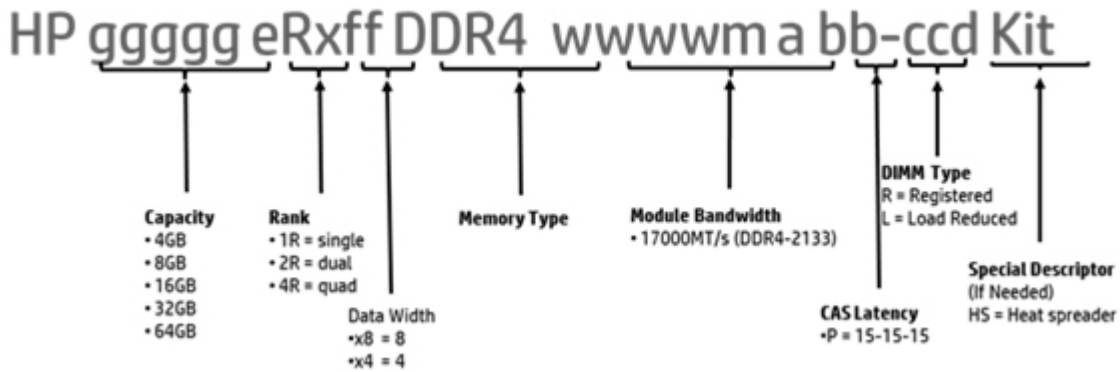 HP ggggg eRxff DDR4 wwwwm a bb-ccd Kit
Capacity
• 4GB
• 8GB
• 16GB
• 32GB
• 64GB
Rank
• 1R = single
• 2R = dual
• 4R = quad
Data Width
•x8 = 8
•x4 = 4
Memory Type
Module Bandwidth
• 17000MT/s (DDR4-2133)
CAS Latency
•P = 15-15-15
DIMM Type
R = Registered
L = Load Reduced
Special Descriptor
(If Needed)
HS = Heat spreader